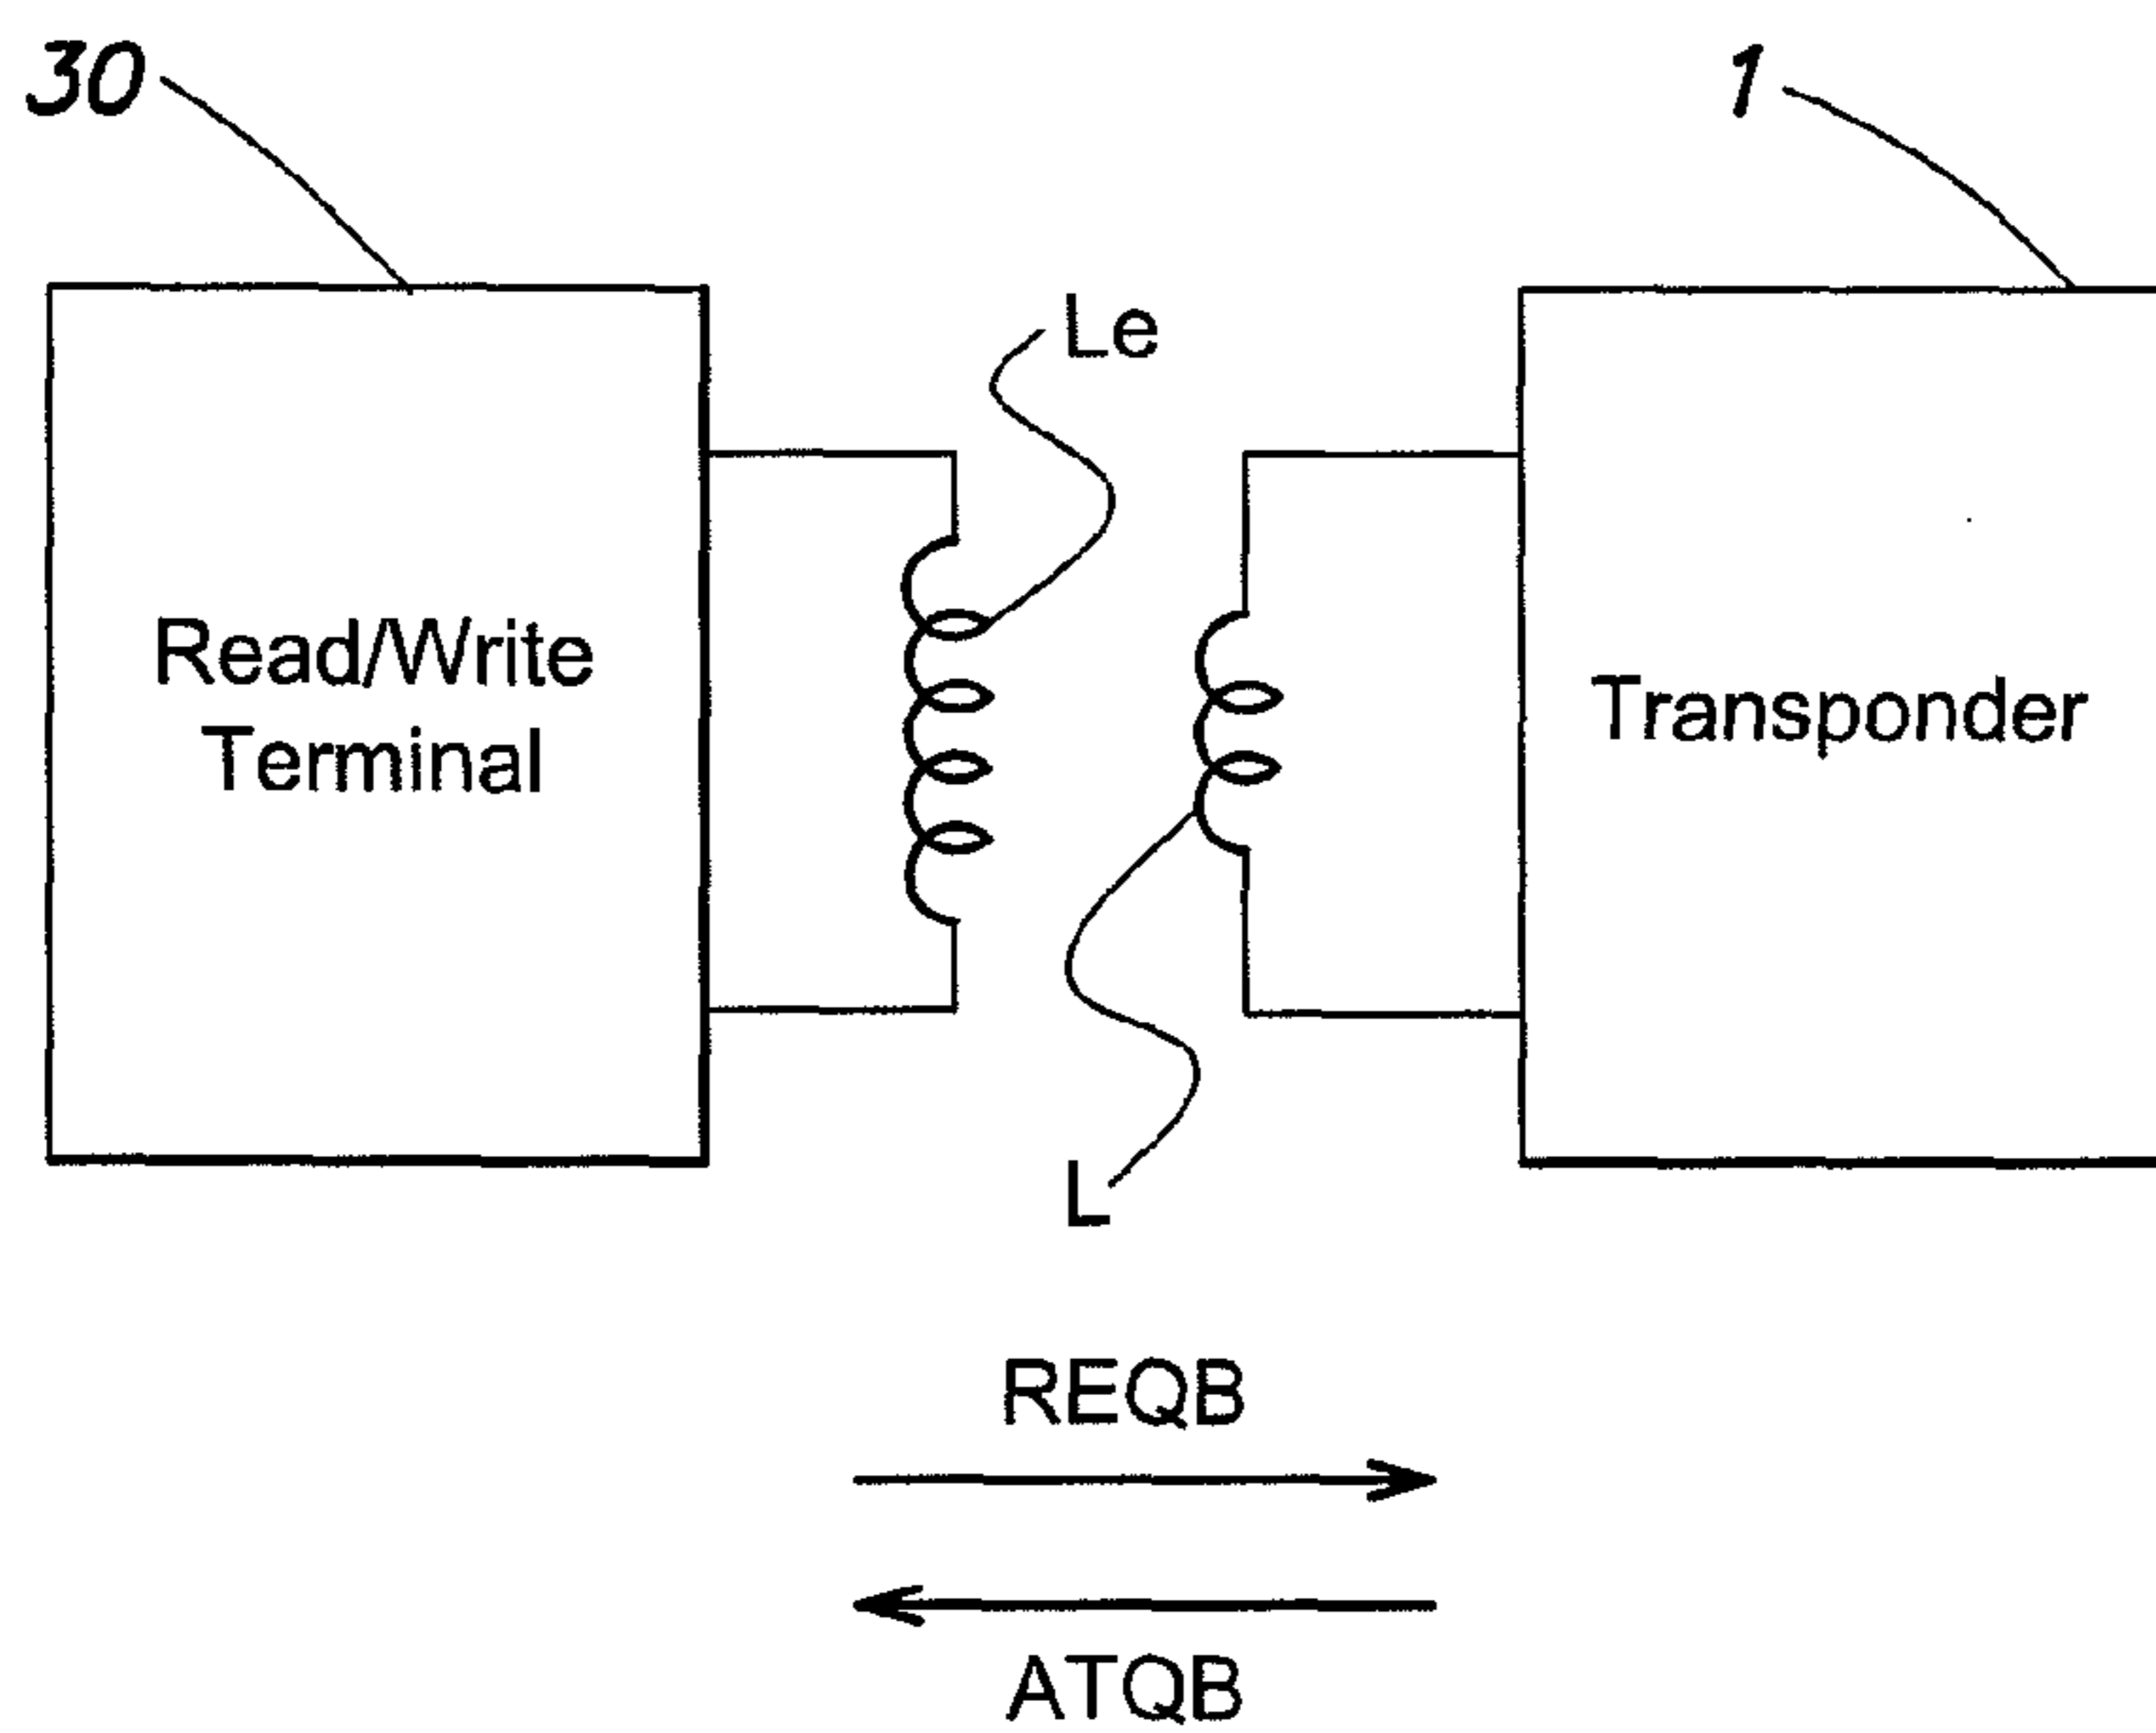 30
1
Le
Read/Write
Terminal
Transponder
L
REQB
ATQB